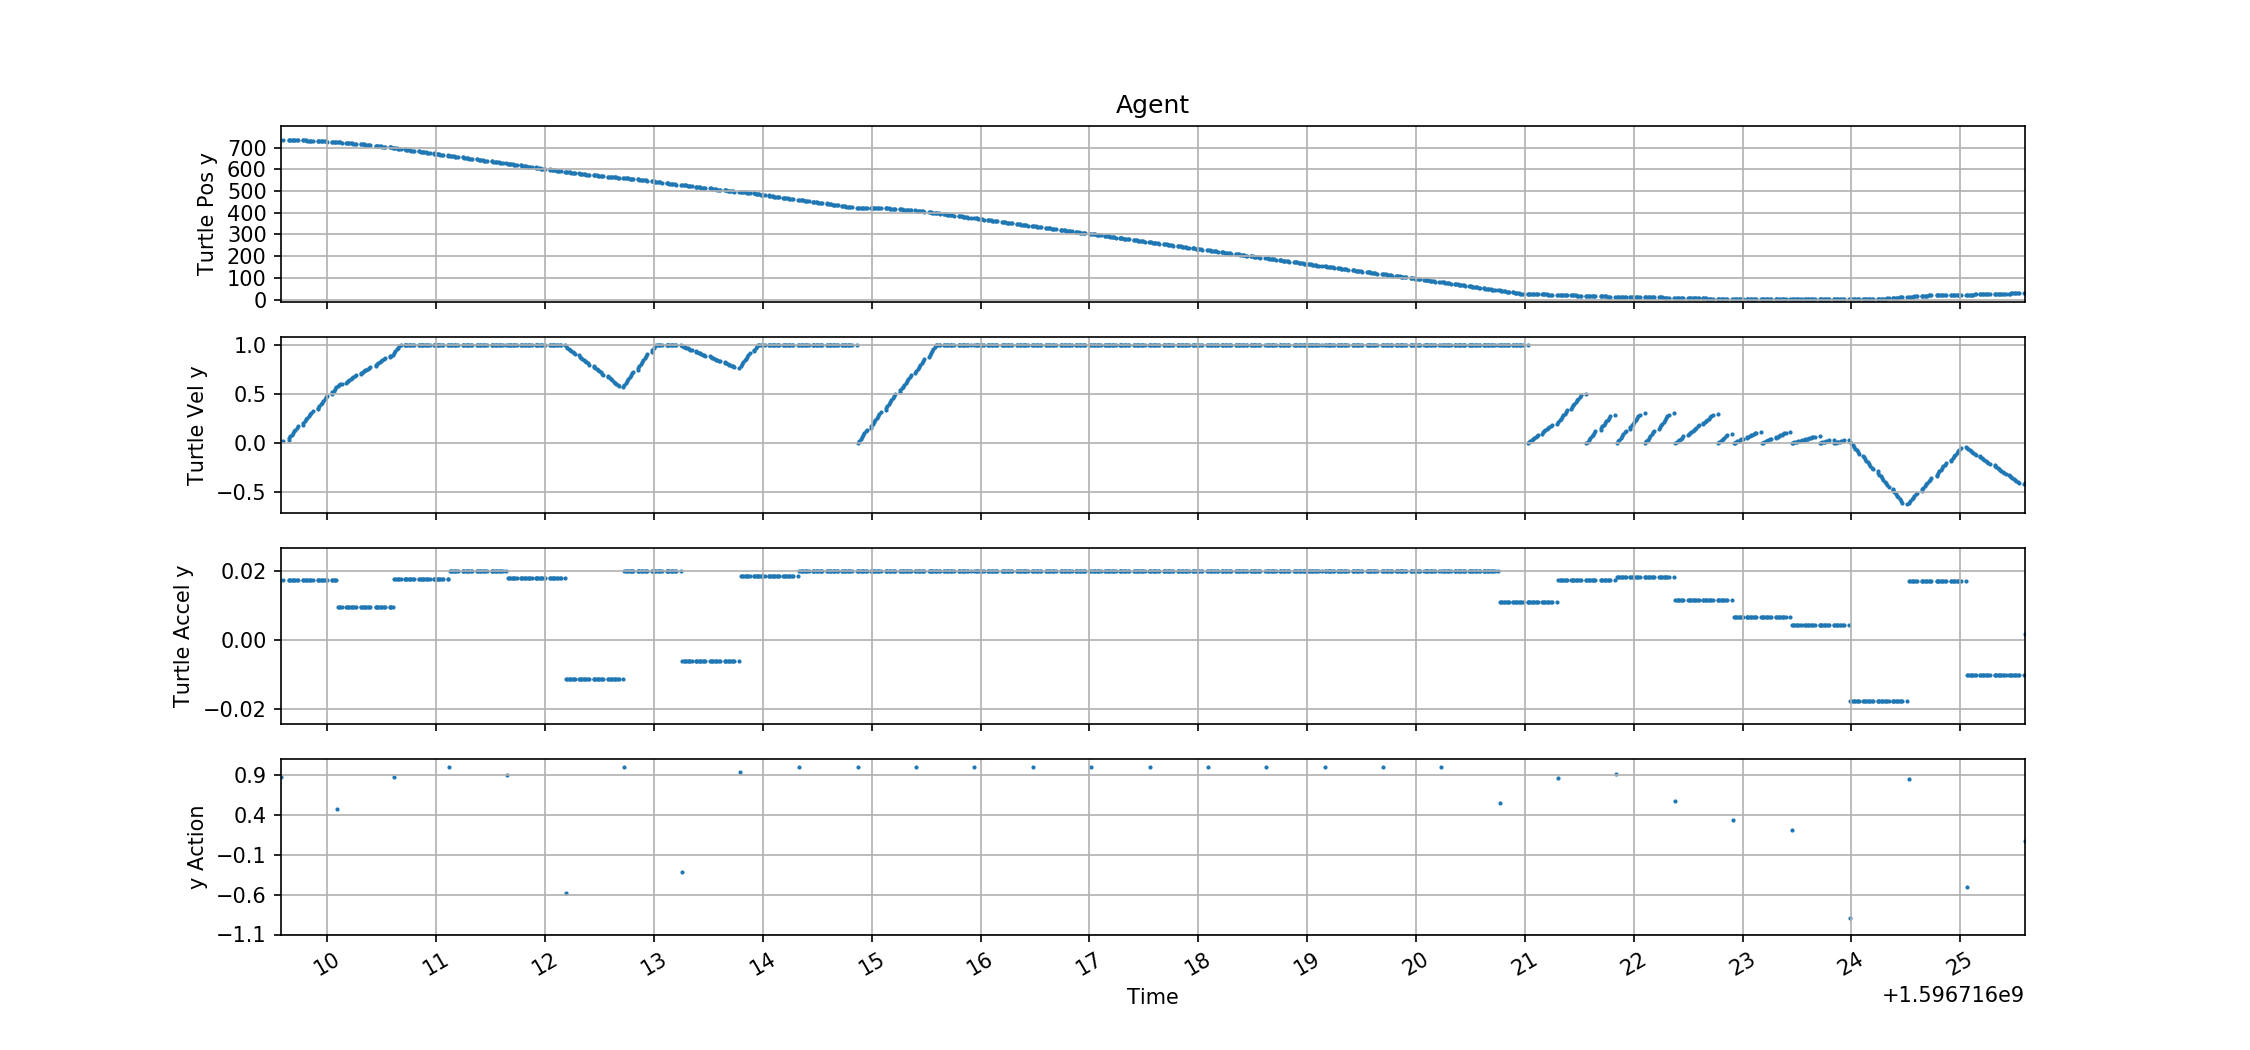 Agent
Turtle Pos y
700
600
500
400
300
200
100
0
Turtle Vel y
1.0
0.5
0.0
−0.5
Turtle Accel y
0.02
0.00
−0.02
y Action
0.9
0.4
−0.1
−0.6
−1.1
10 11 12 13 14 15 16 17 18 19 20 21 22 23 24 25
Time
+1.596716e9